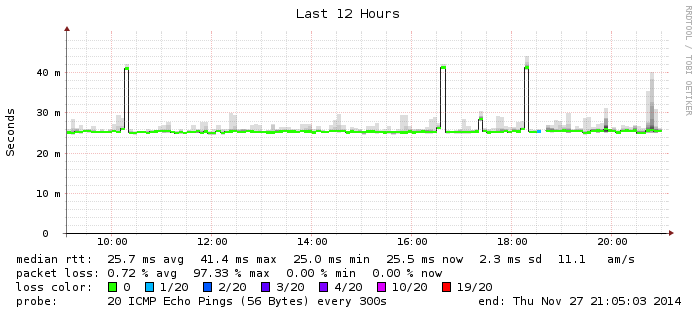 Last 12 Hours
RRDTOOL / TOBI OETIKER
Seconds
40 m
30 m
20 m
10 m
0
10:00 12:00 14:00 16:00 18:00 20:00
median rtt: 25.7 ms avg 41.4 ms max 25.0 ms min 25.5 ms now 2.3 ms sd 11.1 am/s
packet loss: 0.72 % avg 97.33 % max 0.00 % min 0.00 % now
loss color: 0 1/20 2/20 3/20 4/20 10/20 19/20
probe: 20 ICMP Echo Pings (56 Bytes) every 300s end: Thu Nov 27 21:05:03 2014